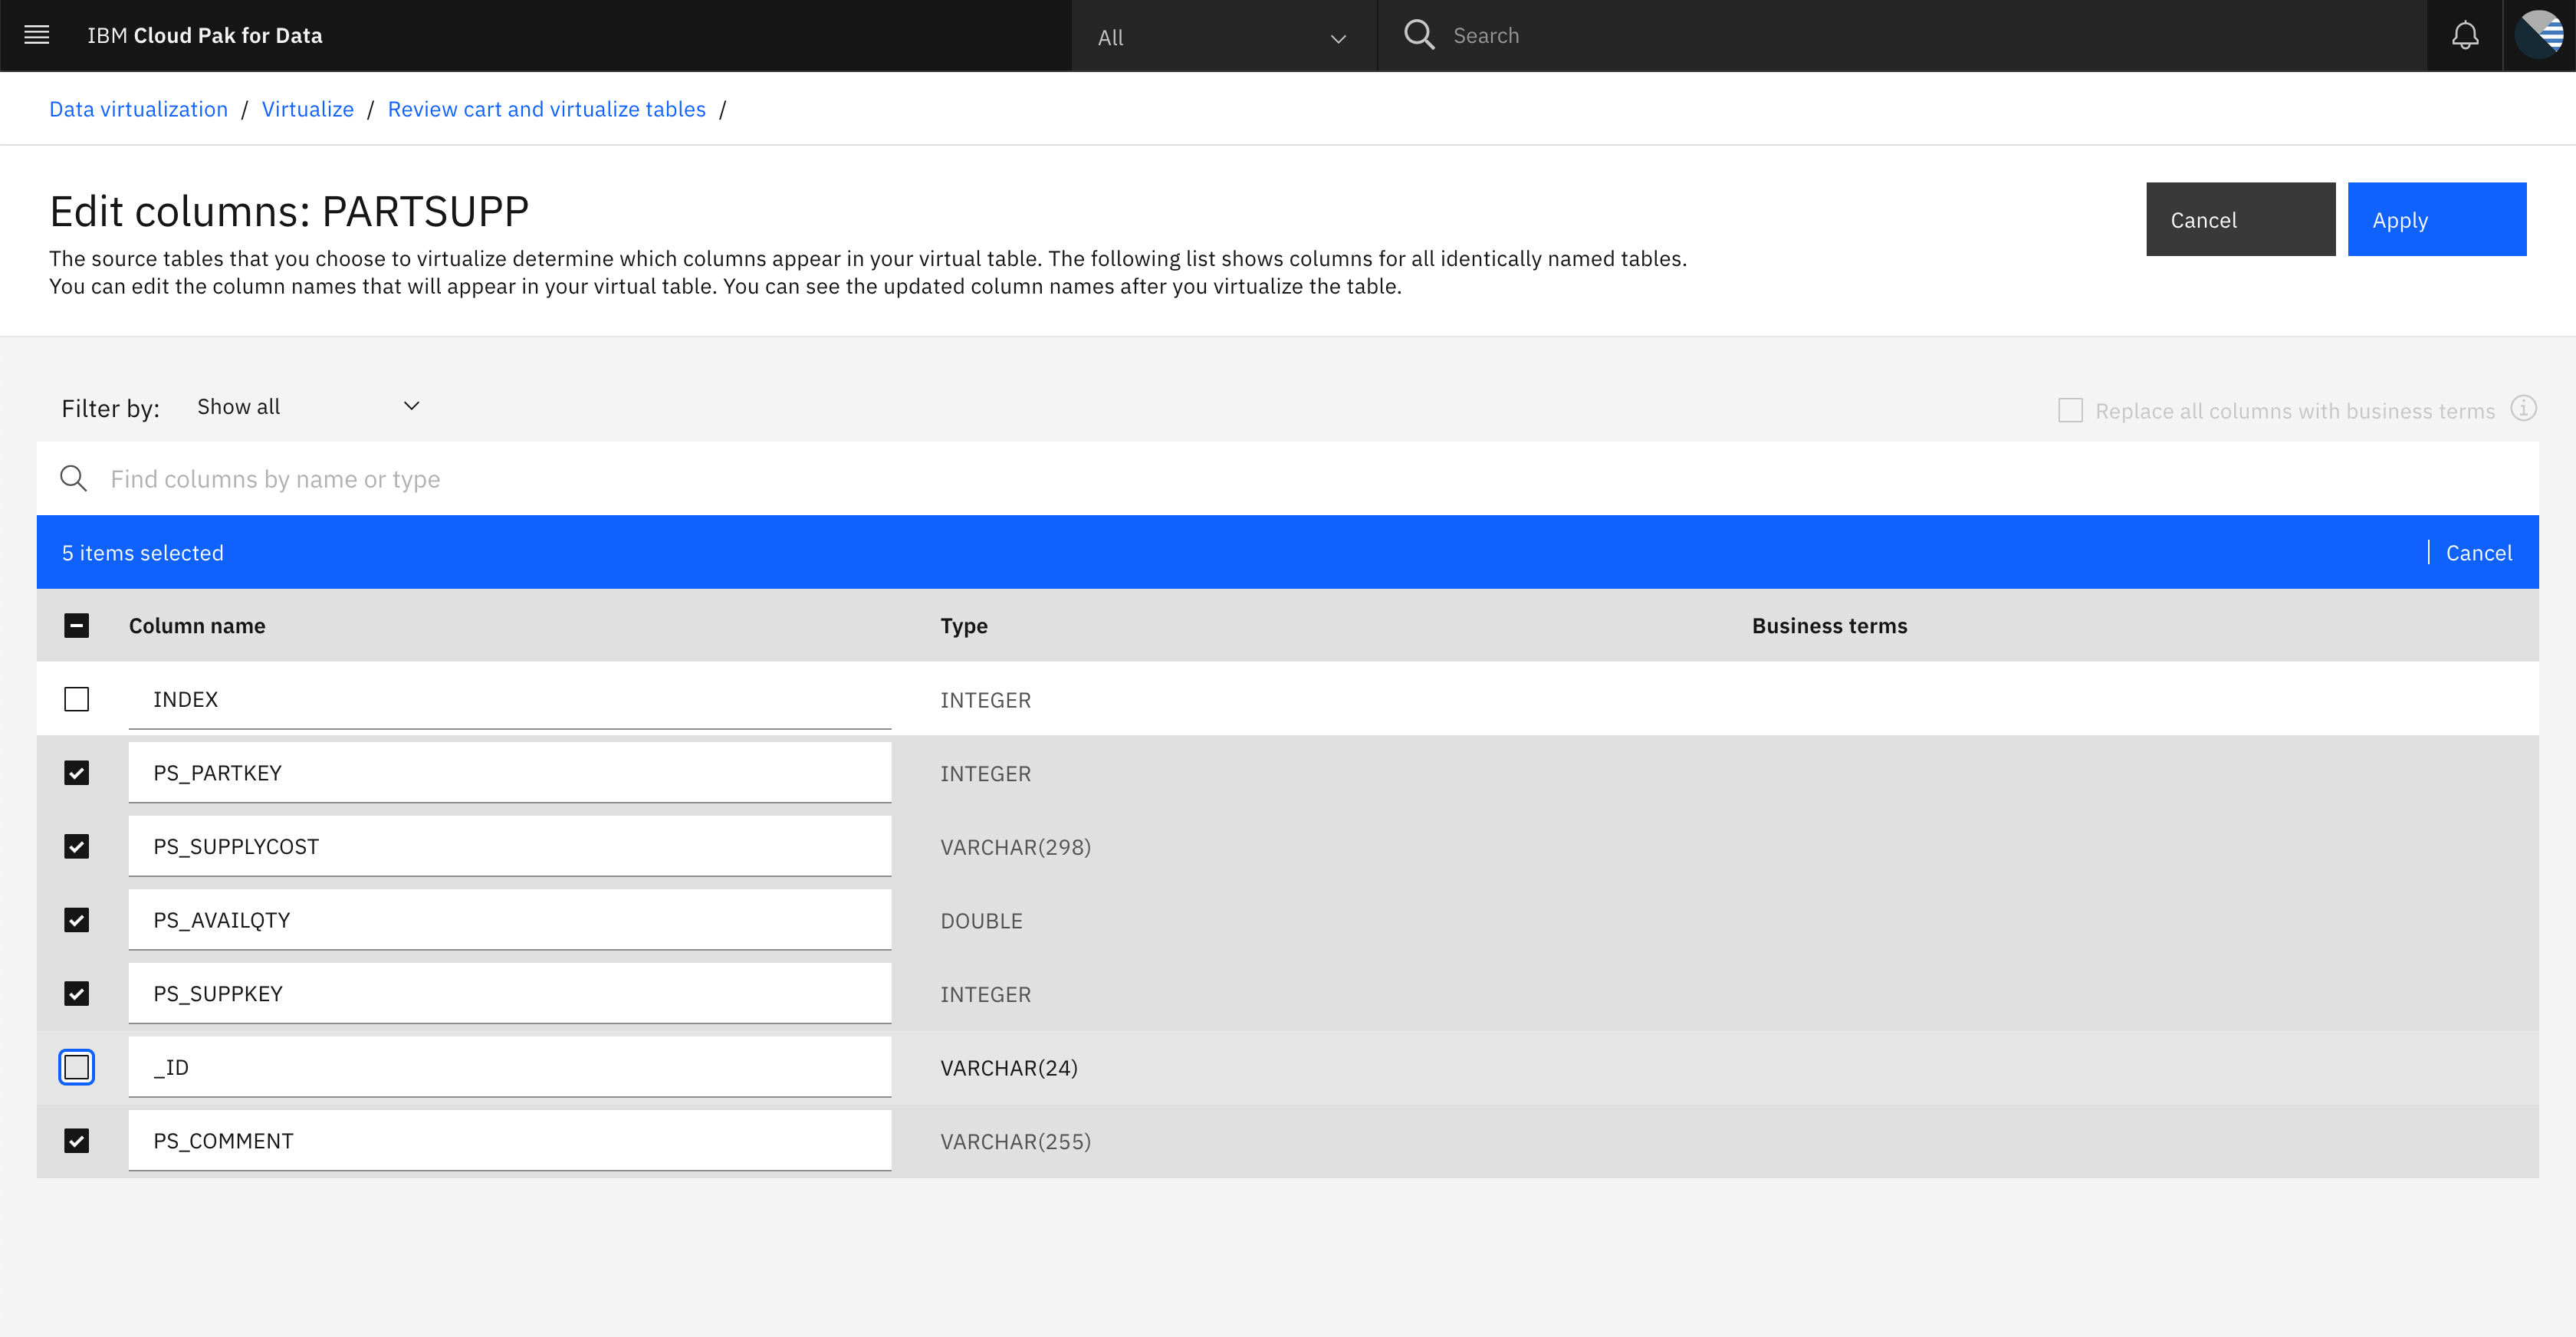 IBM Cloud Pak for Data
All
Search
Data virtualization / Virtualize / Review cart and virtualize tables /
Edit columns: PARTSUPP
Cancel
Apply
The source tables that you choose to virtualize determine which columns appear in your virtual table. The following list shows columns for all identically named tables.
You can edit the column names that will appear in your virtual table. You can see the updated column names after you virtualize the table.
Filter by: Show all
Replace all columns with business terms
Find columns by name or type
5 items selected
Cancel
Column name Type Business terms
INDEX INTEGER
PS_PARTKEY INTEGER
PS_SUPPLYCOST VARCHAR(298)
PS_AVAILQTY DOUBLE
PS_SUPPKEY INTEGER
_ID VARCHAR(24)
PS_COMMENT VARCHAR(255)